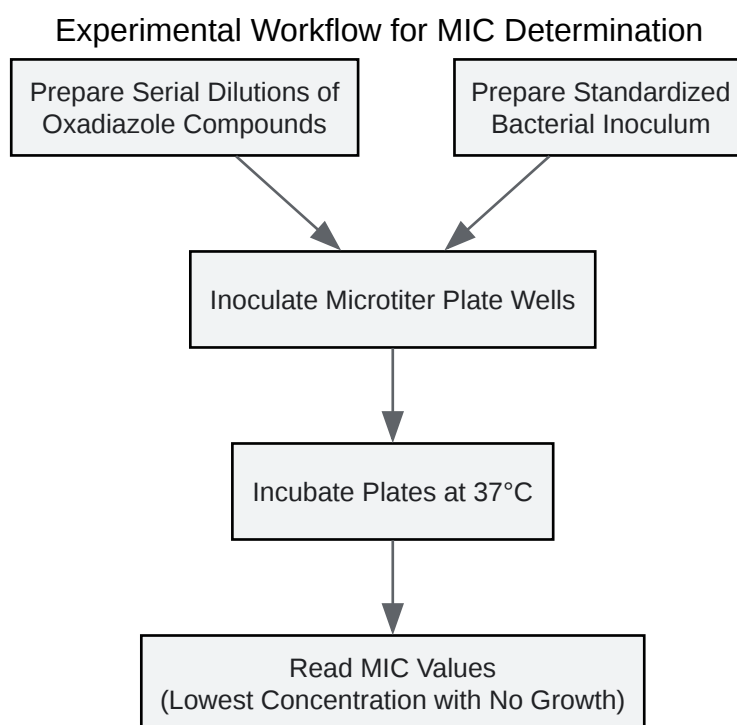 Experimental Workflow for MIC Determination
Prepare Serial Dilutions of
Oxadiazole Compounds
Prepare Standardized
Bacterial Inoculum
Inoculate Microtiter Plate Wells
Incubate Plates at 37°C
Read MIC Values
(Lowest Concentration with No Growth)